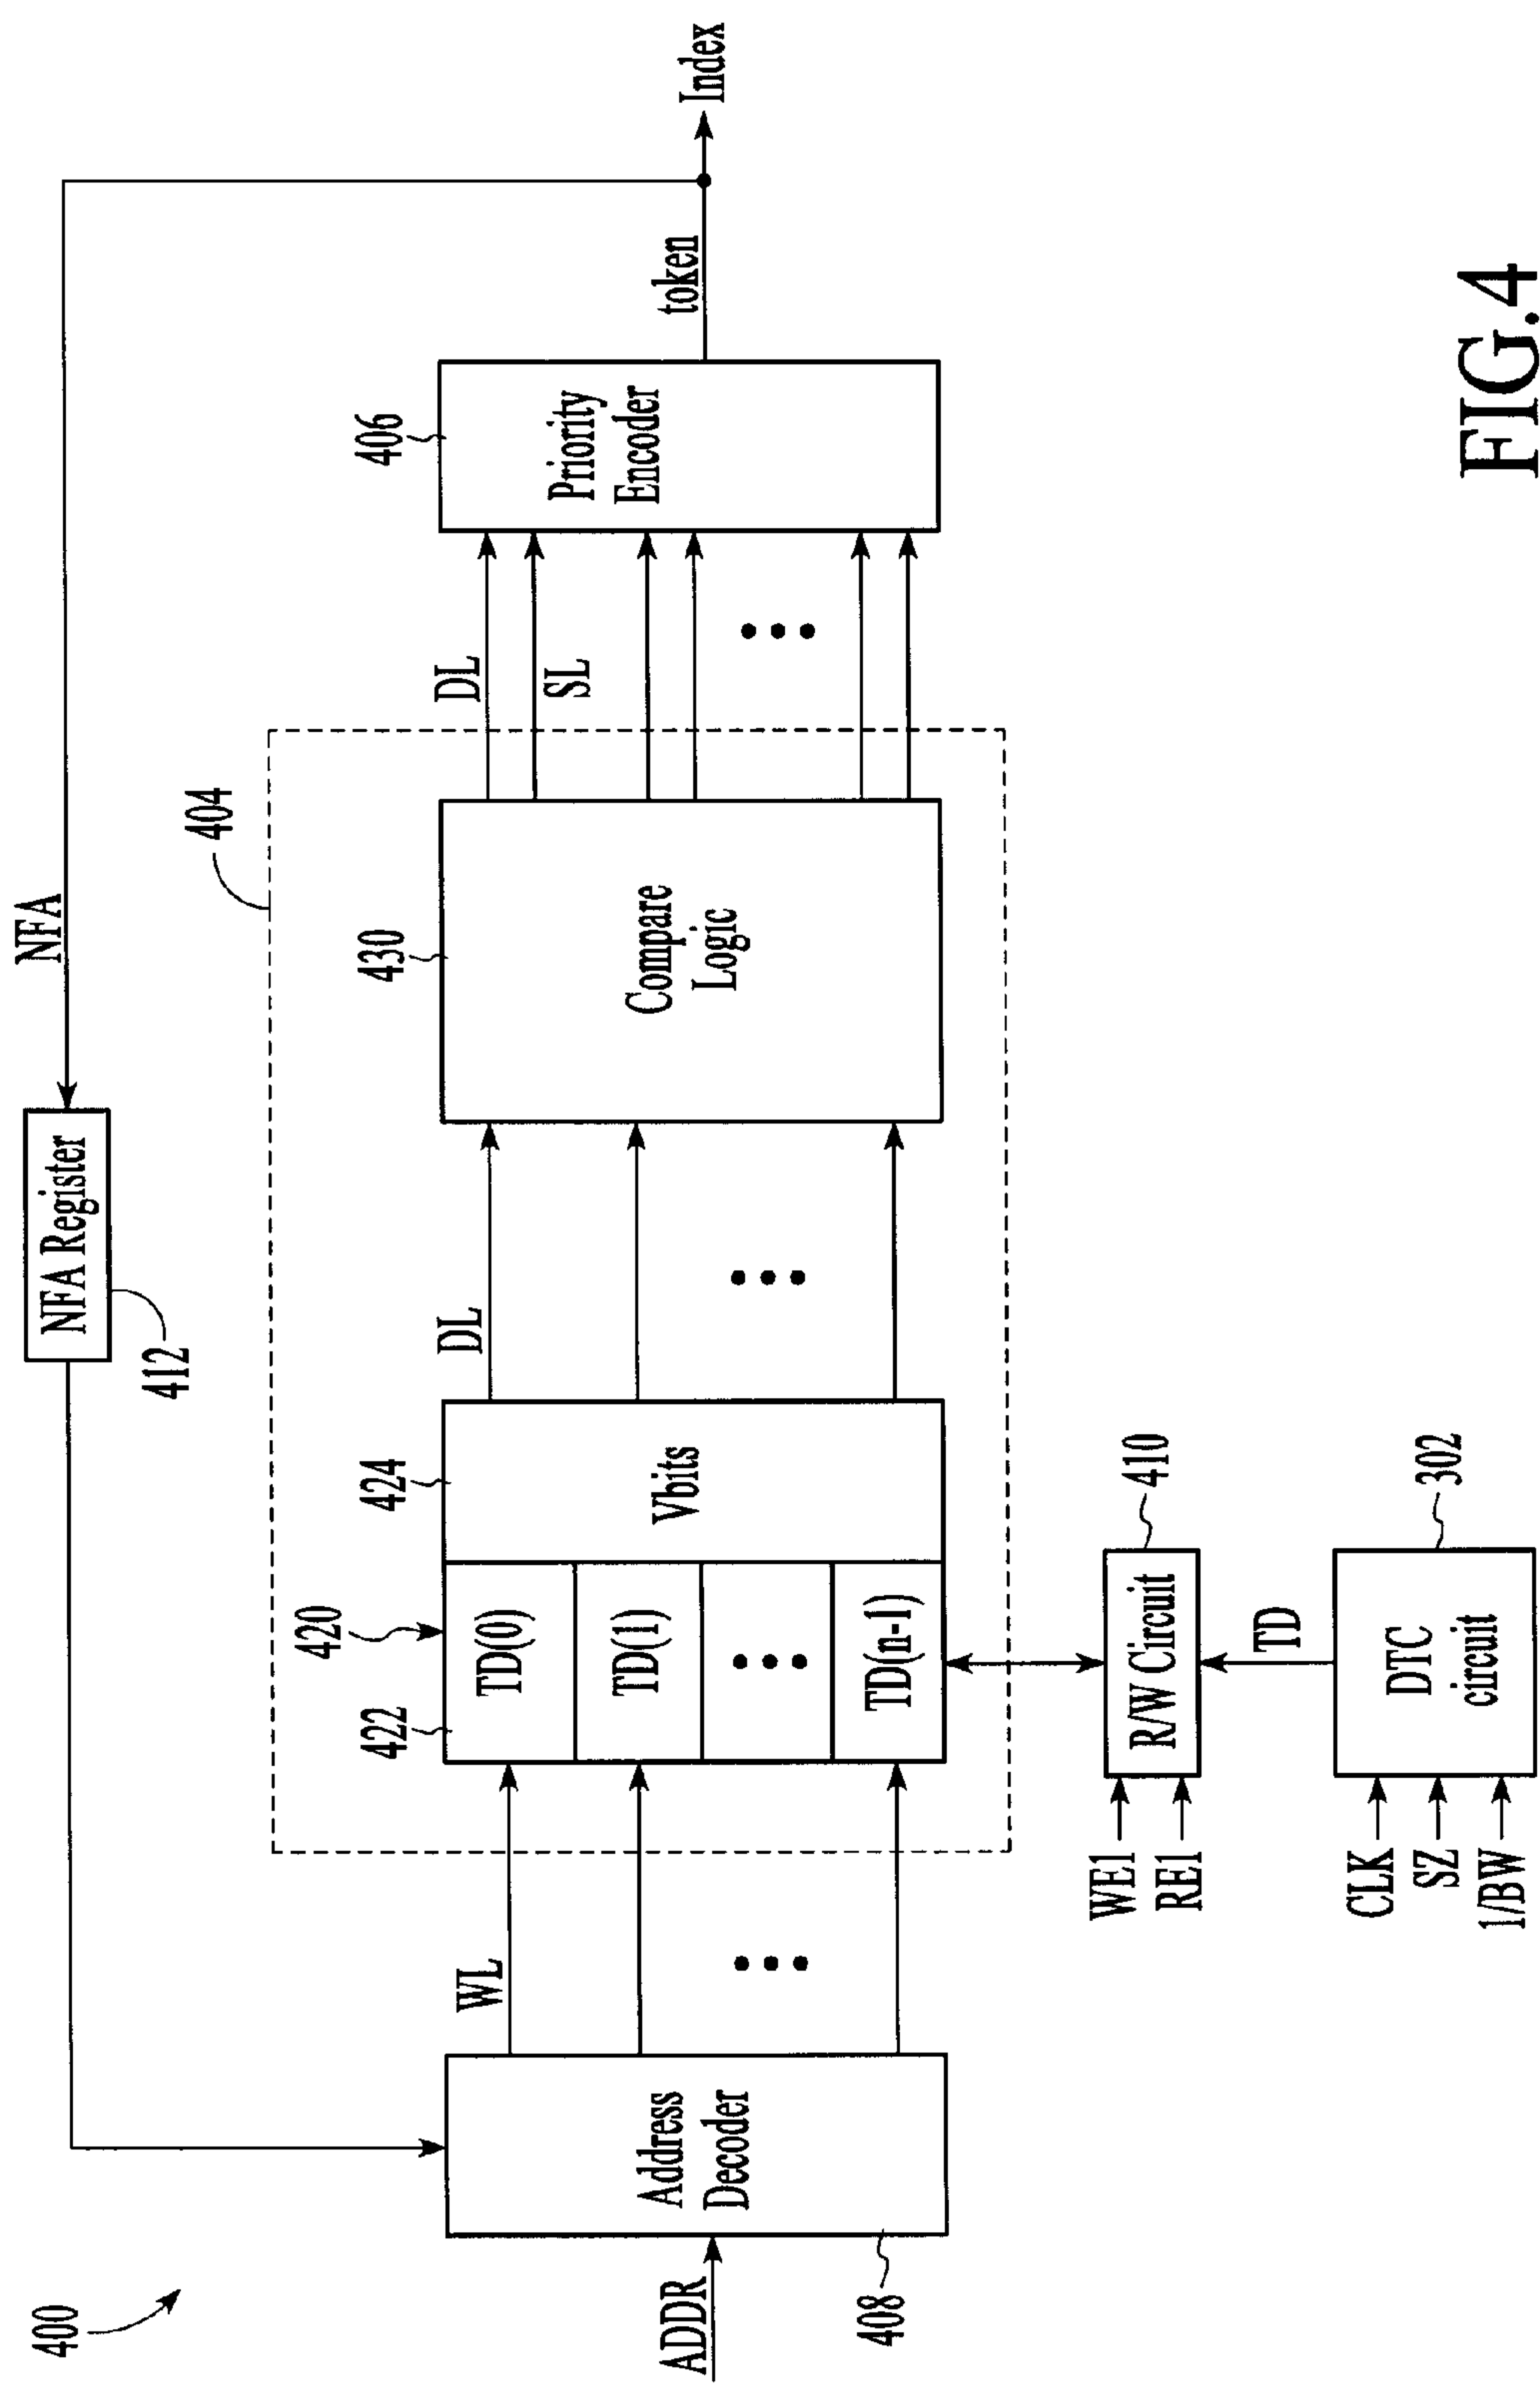 400
NFA Register
412
NFA
404
ADDR
Address
Decoder
408
WL
420
422
TD(0)
TD(1)
TD(n-1)
424
Vbits
DL
430
Compare
Logic
DL
SL
406
Priority
Encoder
token
Index
WE1
RE1
R/W Circuit
410
TD
CLK
SZ
1/BW
DTC
circuit
302
FIG.4